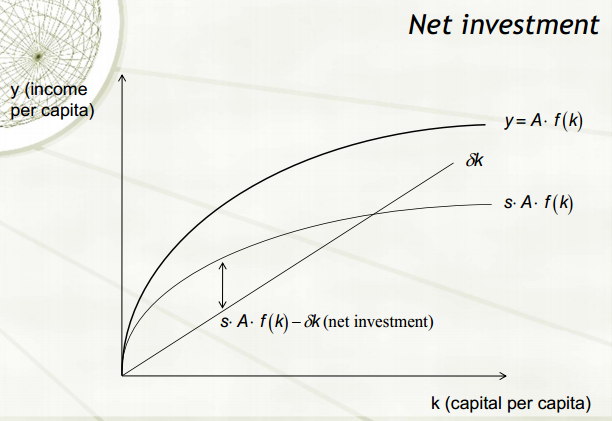 Net investment
y (income
per capita)
y = A· f(k)
δk
s· A· f(k)
s· A· f(k) – δk (net investment)
k (capital per capita)